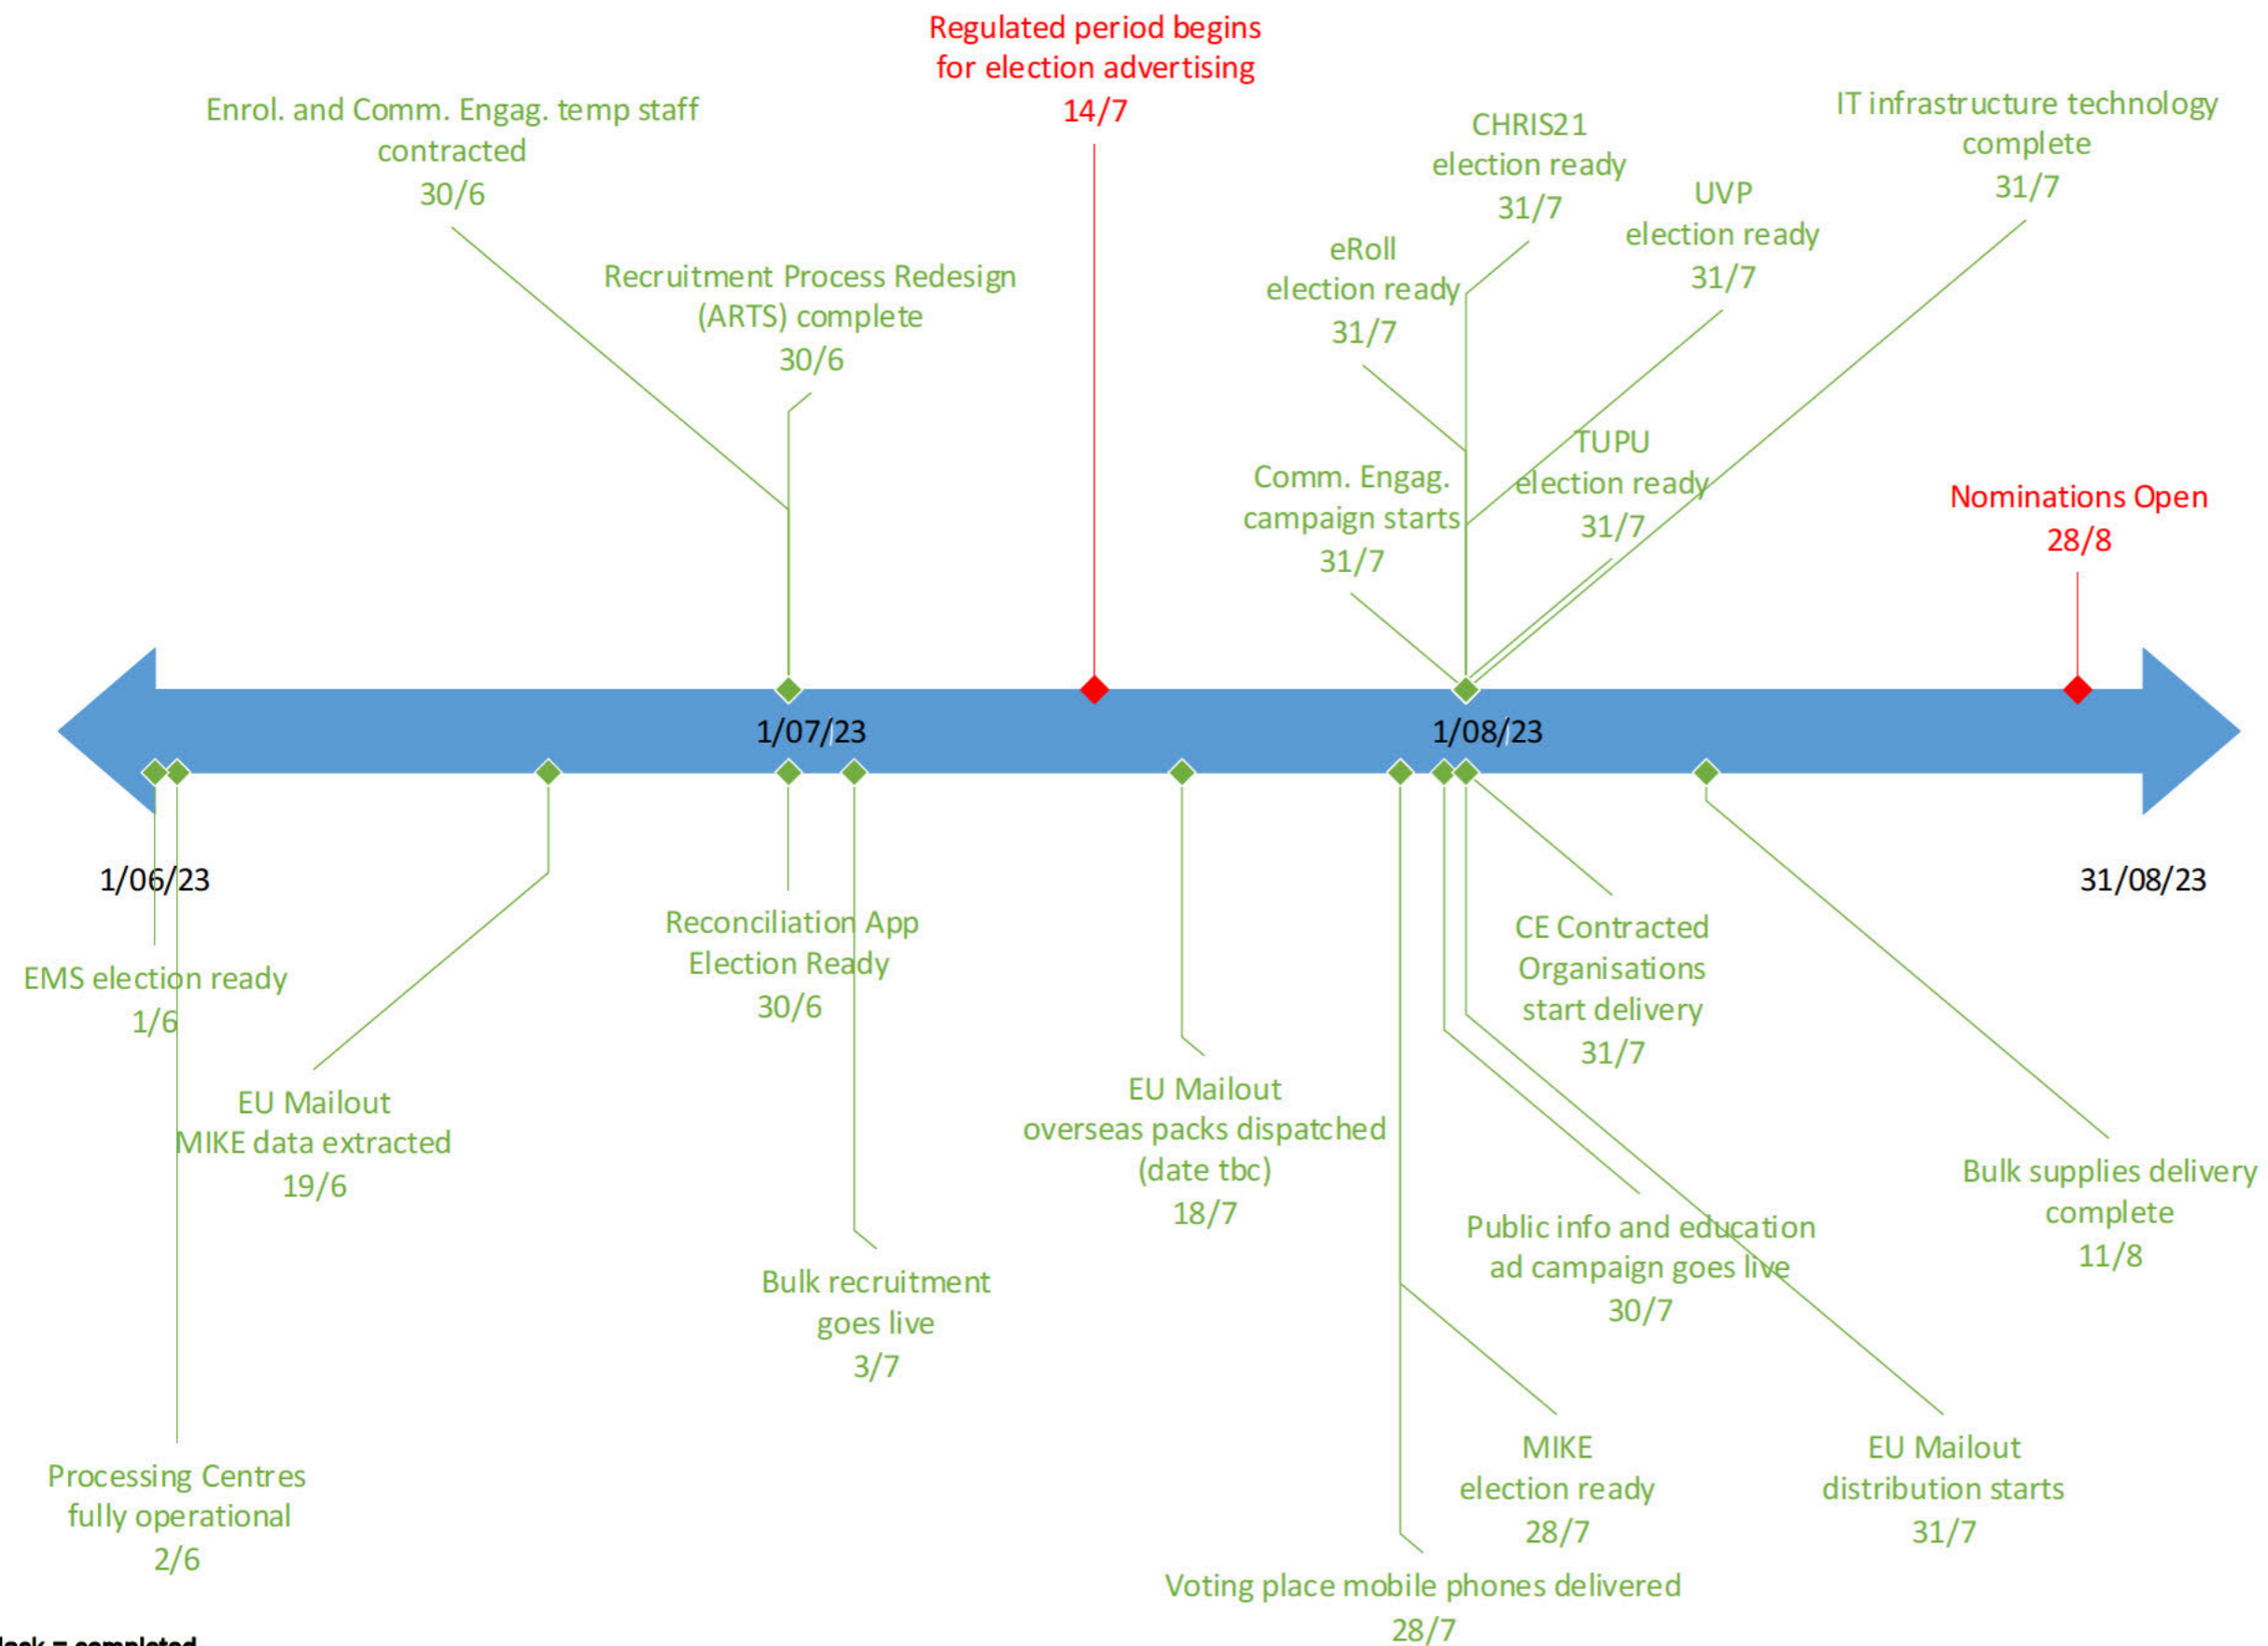 Regulated period begins
for election advertising
14/7
Enrol. and Comm. Engag. temp staff
contracted
30/6
Recruitment Process Redesign
(ARTS) complete
30/6
CHRIS21
election ready
31/7
IT infrastructure technology
complete
31/7
UVP
election ready
31/7
eRoll
election ready
31/7
TUPU
election ready
31/7
Comm. Engag.
campaign starts
31/7
Nominations Open
28/8
1/07/23
1/08/23
1/06/23
31/08/23
EMS election ready
1/6
Reconciliation App
Election Ready
30/6
CE Contracted
Organisations
start delivery
31/7
EU Mailout
MIKE data extracted
19/6
EU Mailout
overseas packs dispatched
(date tbc)
18/7
Bulk supplies delivery
complete
11/8
Public info and education
ad campaign goes live
30/7
Bulk recruitment
goes live
3/7
Processing Centres
fully operational
2/6
MIKE
election ready
28/7
EU Mailout
distribution starts
31/7
Voting place mobile phones delivered
28/7
= completed